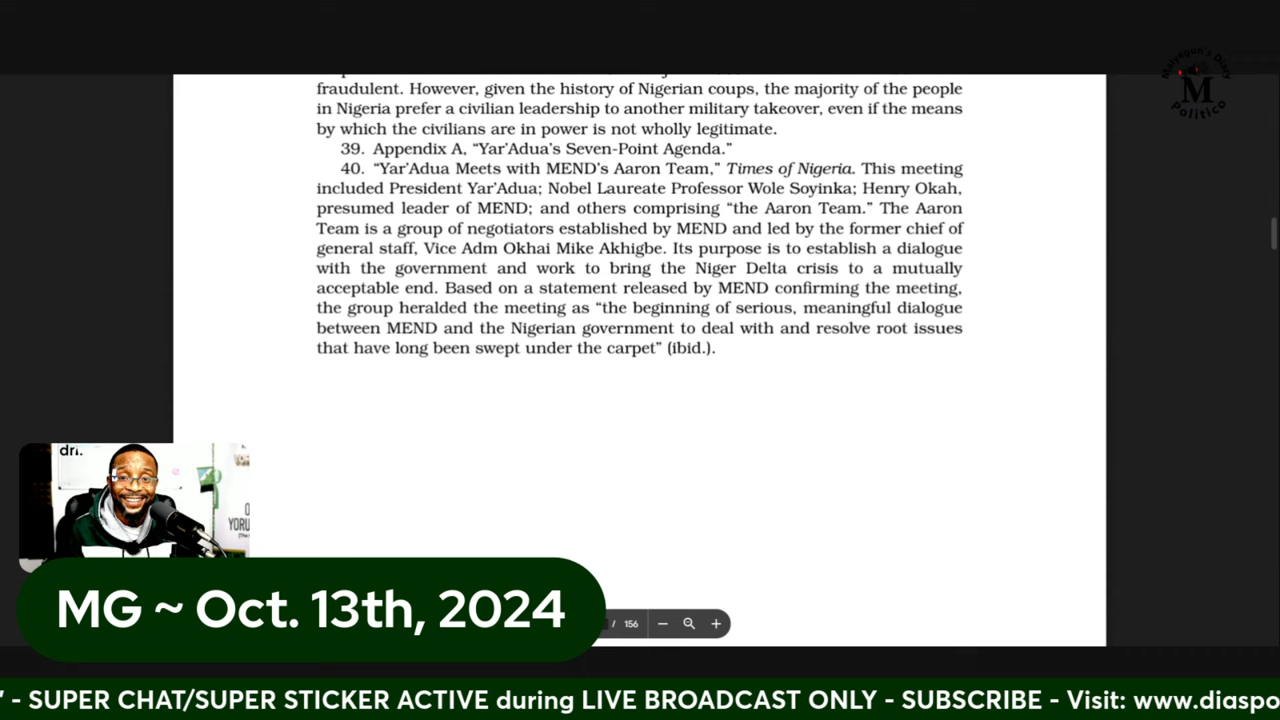 Malyegun's Diary
M
Politico
fraudulent. However, given the history of Nigerian coups, the majority of the people
in Nigeria prefer a civilian leadership to another military takeover, even if the means
by which the civilians are in power is not wholly legitimate.
39. Appendix A, “Yar’Adua’s Seven-Point Agenda.”
40. “Yar’Adua Meets with MEND’s Aaron Team,” Times of Nigeria. This meeting
included President Yar’Adua; Nobel Laureate Professor Wole Soyinka; Henry Okah,
presumed leader of MEND; and others comprising “the Aaron Team.” The Aaron
Team is a group of negotiators established by MEND and led by the former chief of
general staff, Vice Adm Okhai Mike Akhigbe. Its purpose is to establish a dialogue
with the government and work to bring the Niger Delta crisis to a mutually
acceptable end. Based on a statement released by MEND confirming the meeting,
the group heralded the meeting as “the beginning of serious, meaningful dialogue
between MEND and the Nigerian government to deal with and resolve root issues
that have long been swept under the carpet” (ibid.).
YORU
MG ~ Oct. 13th, 2024
/ 156
- SUPER CHAT/SUPER STICKER ACTIVE during LIVE BROADCAST ONLY - SUBSCRIBE - Visit: www.diaspo